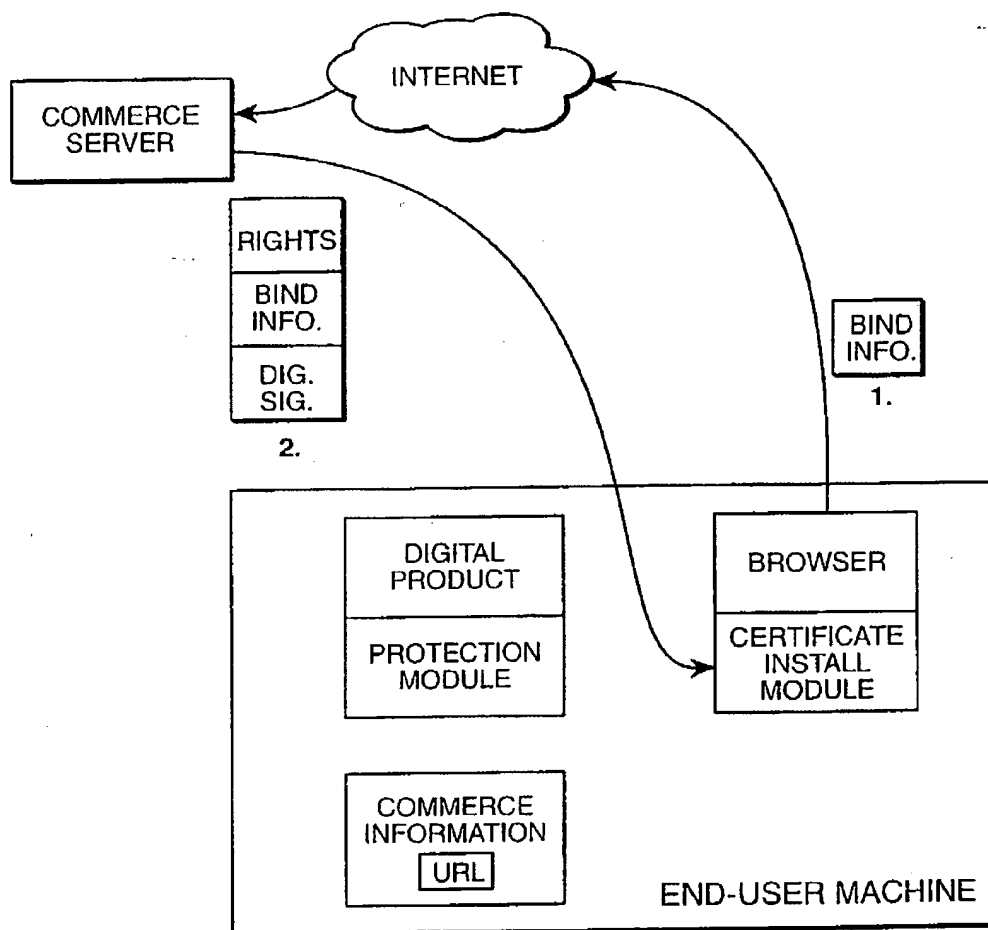 INTERNET
COMMERCE
SERVER
RIGHTS
BIND
INFO.
DIG.
SIG.
2.
BIND
INFO.
1.
DIGITAL
PRODUCT
PROTECTION
MODULE
BROWSER
CERTIFICATE
INSTALL
MODULE
COMMERCE
INFORMATION
URL
END-USER MACHINE